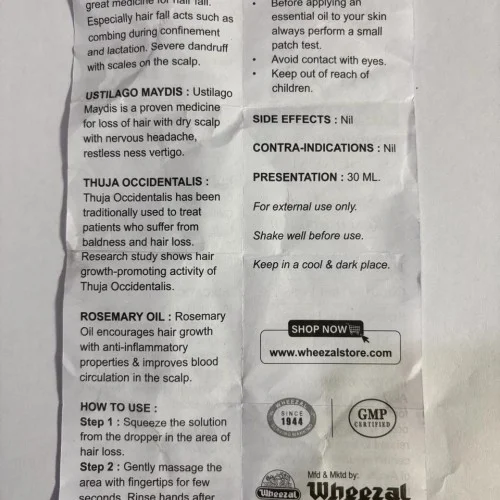 great medicine for hair fall.
Especially hair fall acts such as
combing during confinement
and lactation. Severe dandruff
with scales on the scalp.
USTILAGO MAYDIS : Ustilago
Maydis is a proven medicine
for loss of hair with dry scalp
with nervous headache,
restless ness vertigo.
THUJA OCCIDENTALIS :
Thuja Occidentalis has been
traditionally used to treat
patients who suffer from
baldness and hair loss.
Research study shows hair
growth-promoting activity of
Thuja Occidentalis.
ROSEMARY OIL : Rosemary
Oil encourages hair growth
with anti-inflammatory
properties & improves blood
circulation in the scalp.
HOW TO USE :
Step 1 : Squeeze the solution
from the dropper in the area of
hair loss.
Step 2 : Gently massage the
area with fingertips for few
seconds. Rinse hands after
• Before applying an
essential oil to your skin
always perform a small
patch test.
• Avoid contact with eyes.
• Keep out of reach of
children.
SIDE EFFECTS : Nil
CONTRA-INDICATIONS : Nil
PRESENTATION : 30 ML.
For external use only.
Shake well before use.
Keep in a cool & dark place.
SHOP NOW
www.wheezalstore.com
WHEEZAL
SINCE
1944
GMP
CERTIFIED
Mfd & Mktd by:
Wheezal
Wheezal